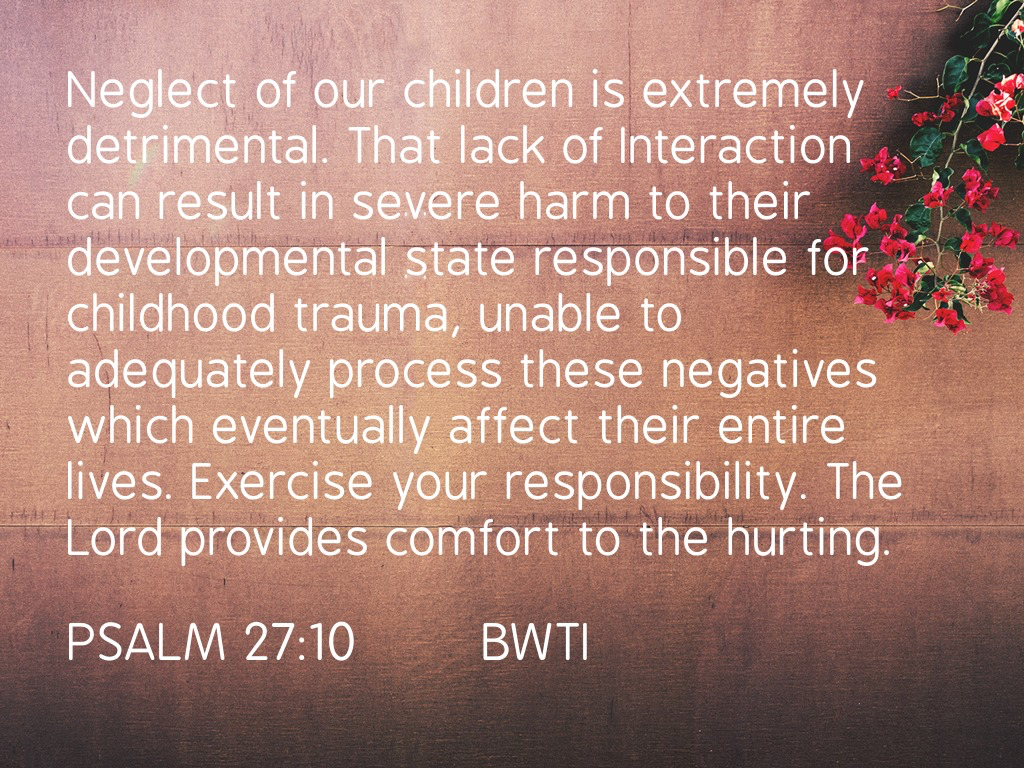 Neglect of our children is extremely
detrimental. That lack of Interaction
can result in severe harm to their
developmental state responsible for
childhood trauma, unable to
adequately process these negatives
which eventually affect their entire
lives. Exercise your responsibility. The
Lord provides comfort to the hurting.
PSALM 27:10 BWTI